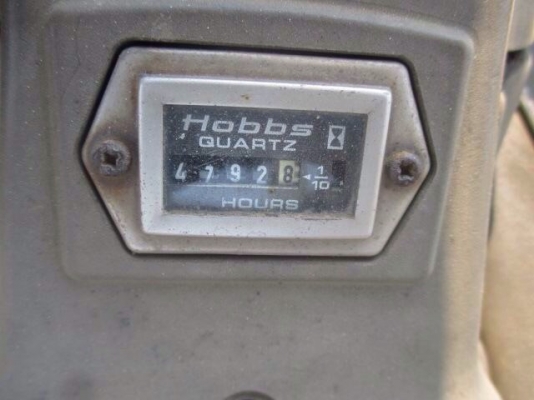 Hobbs
QUARTZ
47928 ◄ 1/10
HOURS